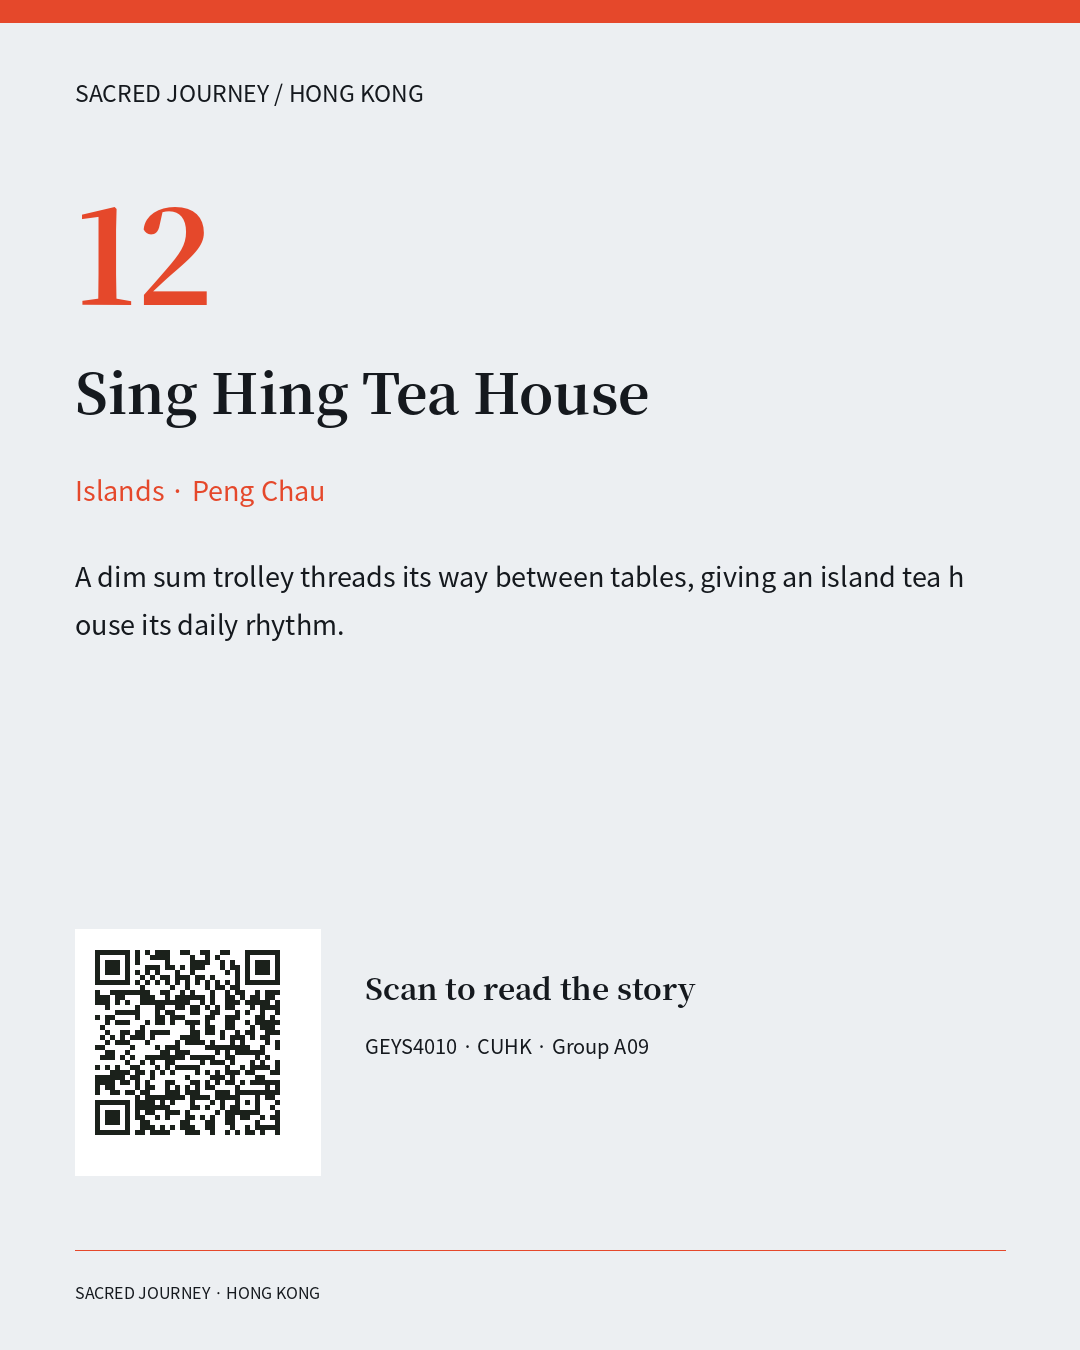 SACRED JOURNEY / HONG KONG
12
Sing Hing Tea House
Islands · Peng Chau
A dim sum trolley threads its way between tables, giving an island tea h
ouse its daily rhythm.
Scan to read the story
GEYS4010 · CUHK · Group A09
SACRED JOURNEY · HONG KONG